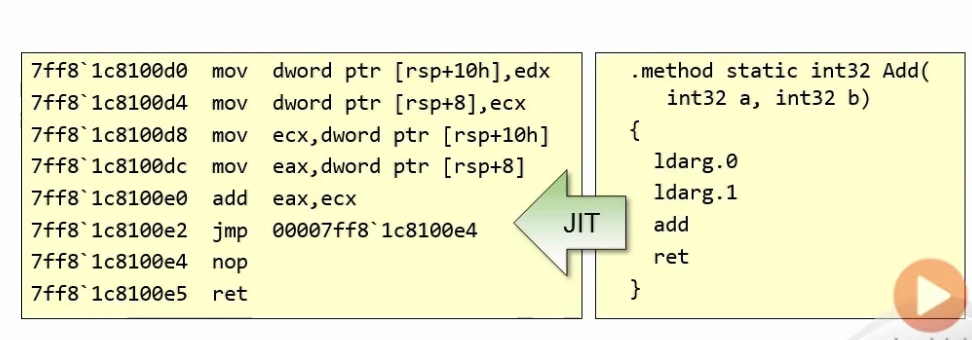 7ff8`1c8100d0 mov dword ptr [rsp+10h],edx
7ff8`1c8100d4 mov dword ptr [rsp+8],ecx
7ff8`1c8100d8 mov ecx,dword ptr [rsp+10h]
7ff8`1c8100dc mov eax,dword ptr [rsp+8]
7ff8`1c8100e0 add eax,ecx
7ff8`1c8100e2 jmp 00007ff8`1c8100e4
7ff8`1c8100e4 nop
7ff8`1c8100e5 ret
JIT
.method static int32 Add(
int32 a, int32 b)
{
ldarg.0
ldarg.1
add
ret
}